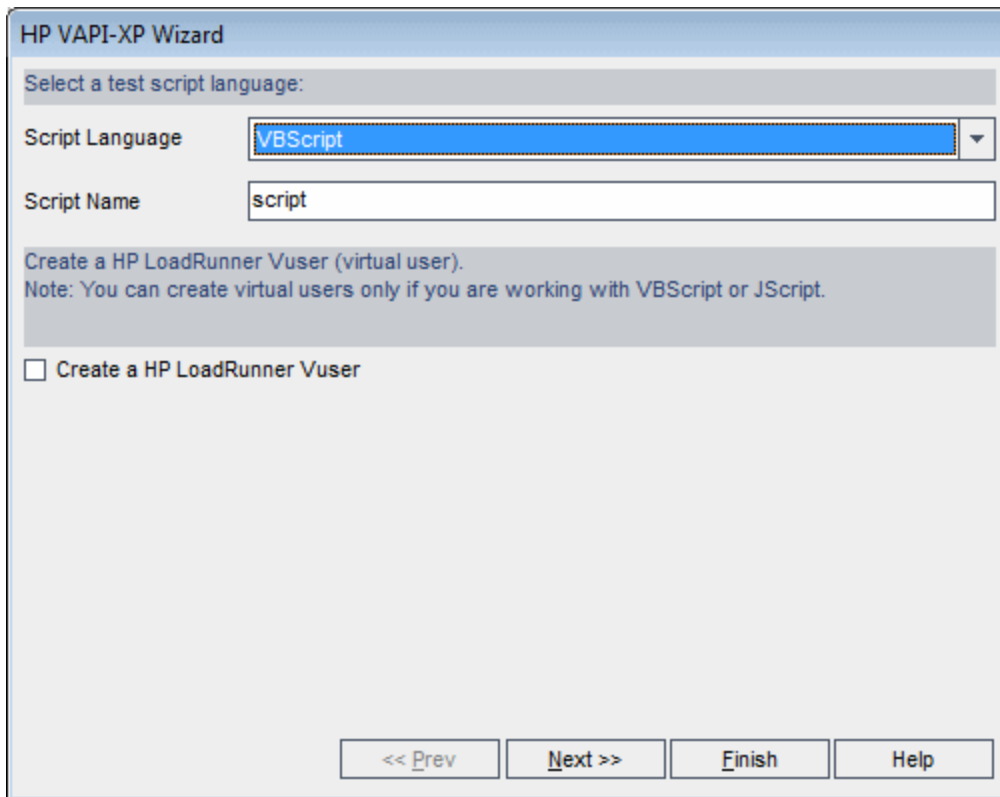 HP VAPI-XP Wizard
Select a test script language:
Script Language VBScript
Script Name script
Create a HP LoadRunner Vuser (virtual user).
Note: You can create virtual users only if you are working with VBScript or JScript.
Create a HP LoadRunner Vuser
<< Prev Next >> Finish Help